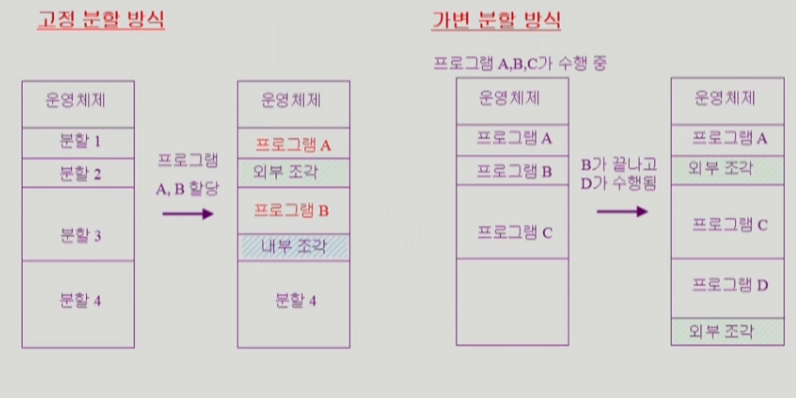 고정 분할 방식
운영체제
분할 1
분할 2
분할 3
분할 4
프로그램
A, B 할당
운영체제
프로그램 A
외부 조각
프로그램 B
내부 조각
분할 4
가변 분할 방식
프로그램 A,B,C가 수행 중
운영체제
프로그램 A
프로그램 B
프로그램 C
B가 끝나고
D가 수행됨
운영체제
프로그램 A
외부 조각
프로그램 C
프로그램 D
외부 조각